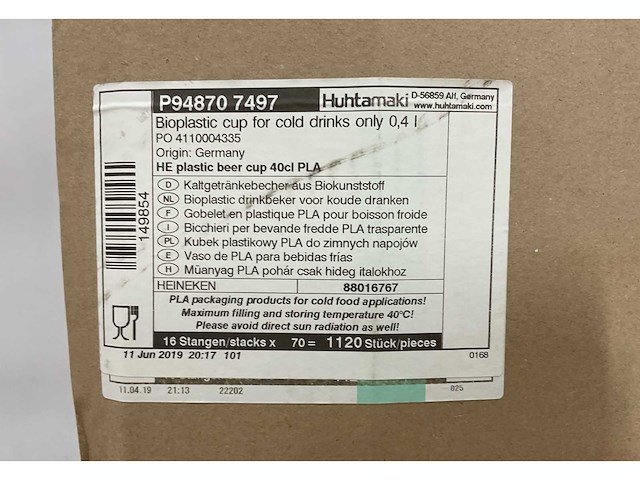 P94870 7497 Huhtamaki D-56859 Alf, Germany
www.huhtamaki.com
Bioplastic cup for cold drinks only 0,4 l
PO 4110004335
Origin: Germany
HE plastic beer cup 40cl PLA
D Kaltgetränkebecher aus Biokunststoff
NL Bioplastic drinkbeker voor koude dranken
F Gobelet en plastique PLA pour boisson froide
I Bicchieri per bevande fredde PLA trasparente
PL Kubek plastikowy PLA do zimnych napojów
E Vaso de PLA para bebidas frías
H Müanyag PLA pohár csak hideg italokhoz
149854
HEINEKEN 88016767
PLA packaging products for cold food applications!
Maximum filling and storing temperature 40°C!
Please avoid direct sun radiation as well!
16 Stangen/stacks x 70 = 1120 Stück/pieces
11 Jun 2019 20:17 101 0168
11.04.19 21:13 22202 025